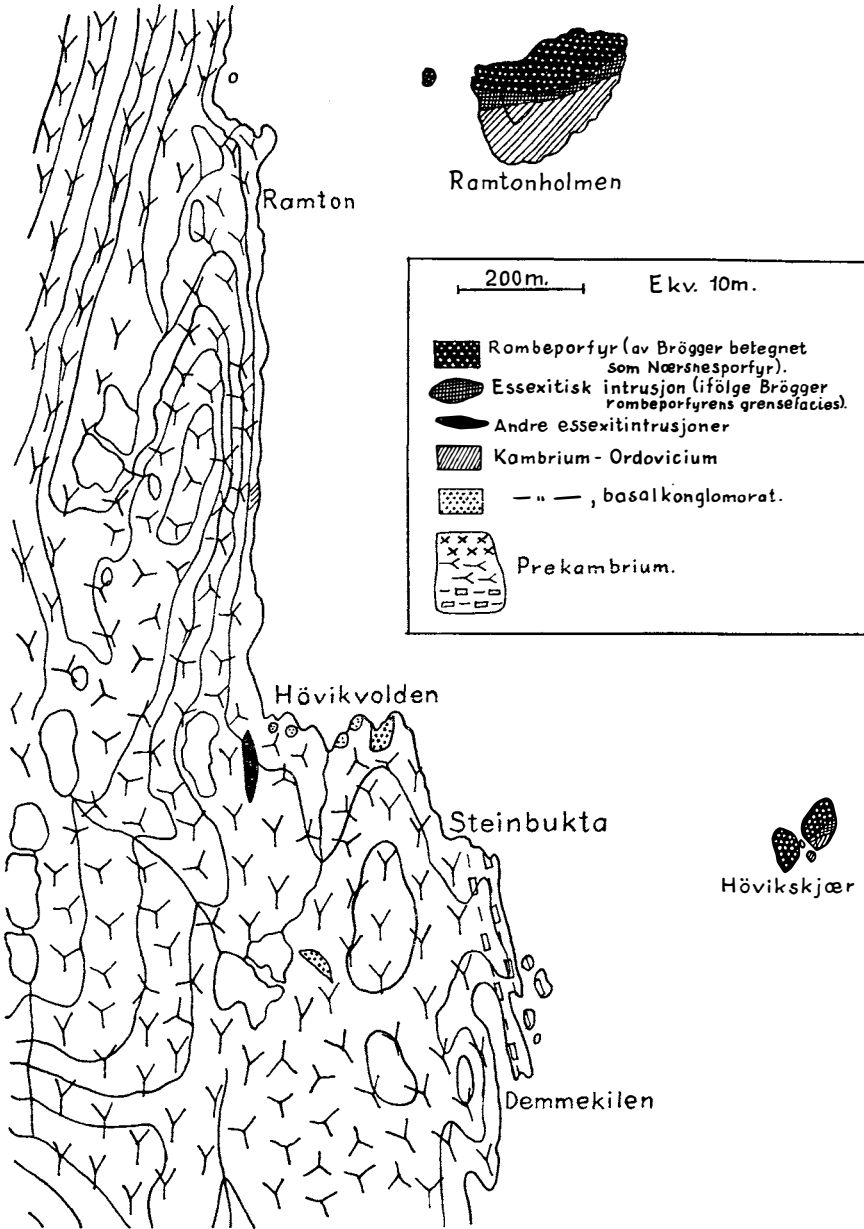 Ramton
Ramtonholmen
200m. Ekv. 10m.
Rombeporfyr (av Brögger betegnet
som Nærsnesporfyr).
Essexitisk intrusjon (ifölge Brögger
rombeporfyrens grensefacies).
Andre essexitintrusjoner
Kambrium - Ordovicium
— " — , basalkonglomorat.
Prekambrium.
Hövikvolden
Steinbukta
Hövikskjær
Demmekilen